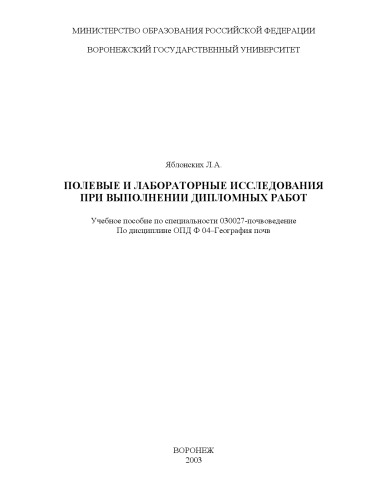 МИНИСТЕРСТВО ОБРАЗОВАНИЯ РОССИЙСКОЙ ФЕДЕРАЦИИ
ВОРОНЕЖСКИЙ ГОСУДАРСТВЕННЫЙ УНИВЕРСИТЕТ
Яблонских Л.А.
ПОЛЕВЫЕ И ЛАБОРАТОРНЫЕ ИССЛЕДОВАНИЯ
ПРИ ВЫПОЛНЕНИИ ДИПЛОМНЫХ РАБОТ
Учебное пособие по специальности 030027-почвоведение
По дисциплине ОПД Ф 04–География почв
ВОРОНЕЖ
2003